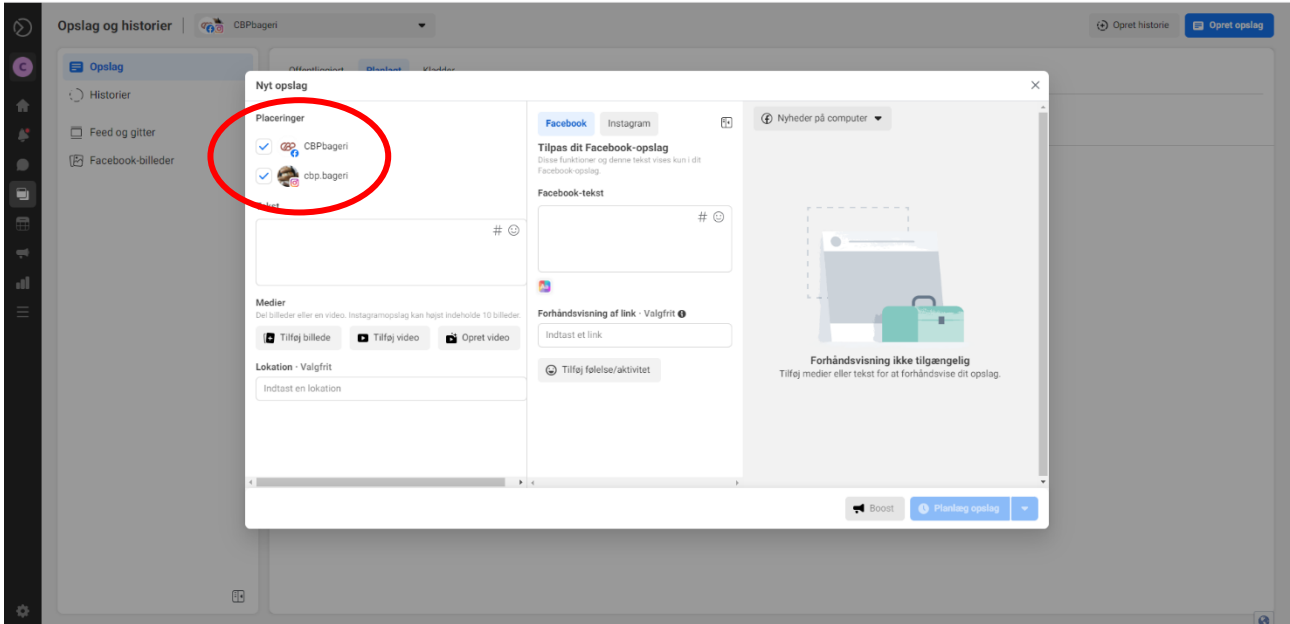 Opslag og historier
CBPbageri
Opret historie
Opret opslag
C
Opslag
Historier
Feed og gitter
Facebook-billeder
Offentliggjort Planlagt Kladder
Nyt opslag
Placeringer
CBPbageri
cbp.bageri
Tekst
#
Medier
Del billeder eller en video. Instagramopslag kan højst indeholde 10 billeder.
Tilføj billede
Tilføj video
Opret video
Lokation · Valgfrit
Indtast en lokation
Facebook
Instagram
Tilpas dit Facebook-opslag
Disse funktioner og denne tekst vises kun i dit
Facebook-opslag.
Facebook-tekst
#
Forhåndsvisning af link · Valgfrit
Indtast et link
Tilføj følelse/aktivitet
Nyheder på computer
Forhåndsvisning ikke tilgængelig
Tilføj medier eller tekst for at forhåndsvise dit opslag.
Boost
Planlæg opslag